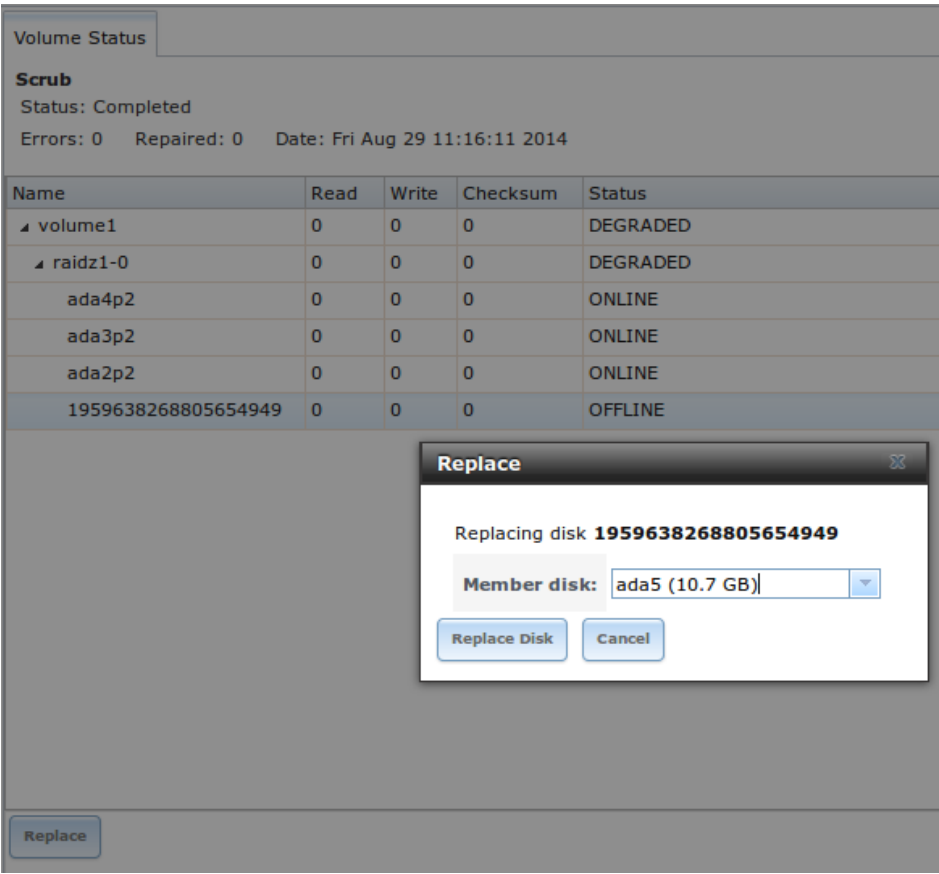 Volume Status
Scrub
Status: Completed
Errors: 0 Repaired: 0 Date: Fri Aug 29 11:16:11 2014
Name Read Write Checksum Status
volume1 0 0 0 DEGRADED
raidz1-0 0 0 0 DEGRADED
ada4p2 0 0 0 ONLINE
ada3p2 0 0 0 ONLINE
ada2p2 0 0 0 ONLINE
1959638268805654949 0 0 0 OFFLINE
Replace
Replacing disk 1959638268805654949
Member disk: ada5 (10.7 GB)
Replace Disk Cancel
Replace